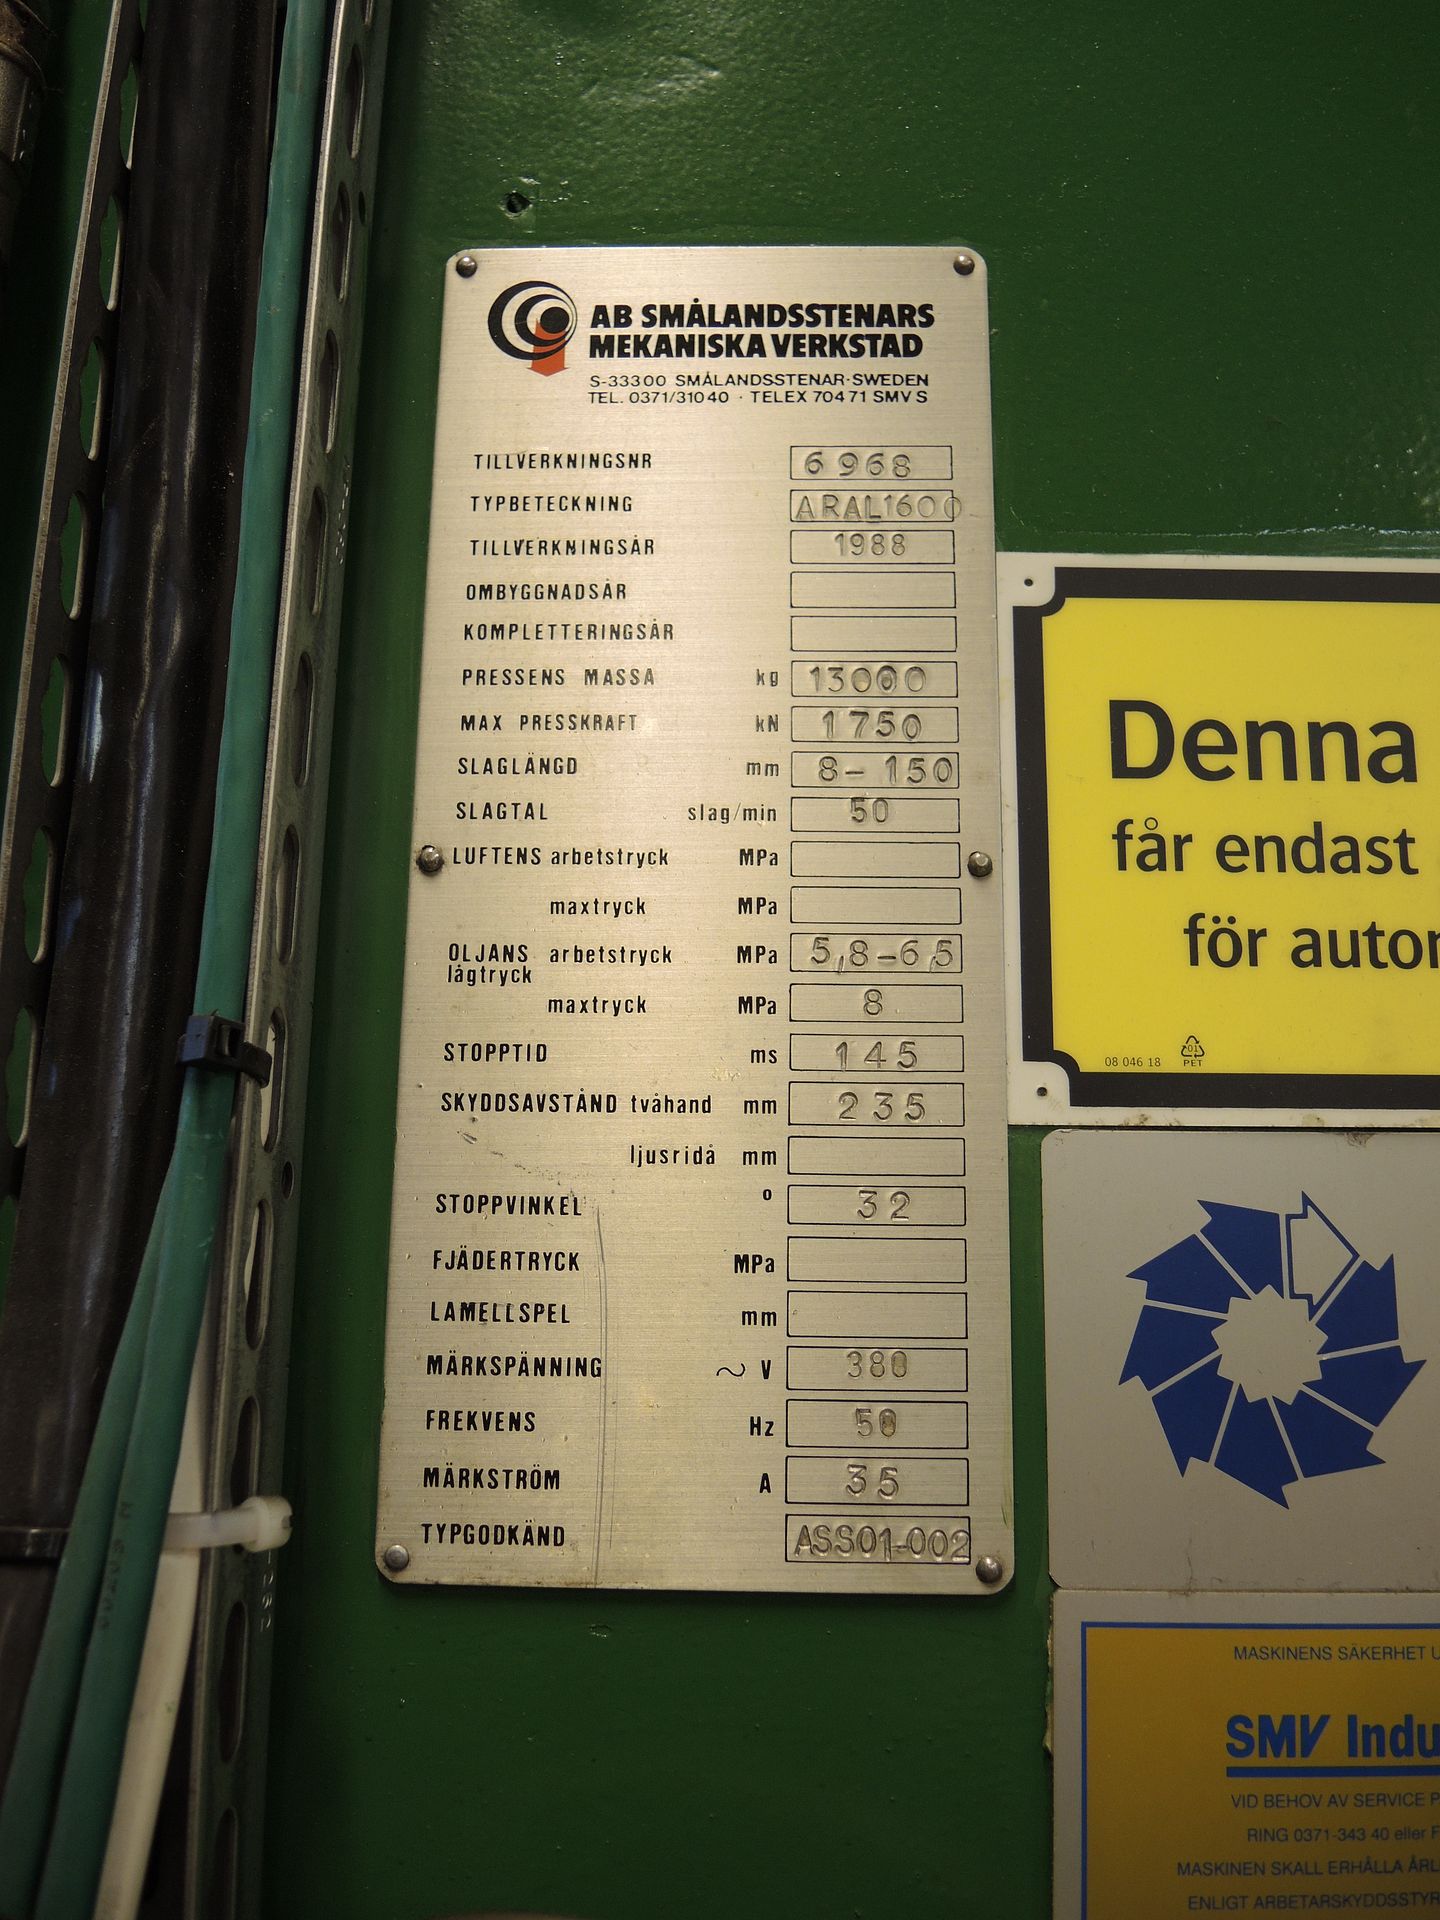 AB SMÅLANDSSTENARS
MEKANISKA VERKSTAD
S-33300 SMÅLANDSSTENAR·SWEDEN
TEL. 0371/31040 · TELEX 70471 SMV S
TILLVERKNINGSNR 6968
TYPBETECKNING ARAL1600
TILLVERKNINGSÅR 1988
OMBYGGNADSÅR
KOMPLETTERINGSÅR
PRESSENS MASSA kg 13000
MAX PRESSKRAFT kN 1750
SLAGLÄNGD mm 8-150
SLAGTAL slag/min 50
LUFTENS arbetstryck MPa
maxtryck MPa
OLJANS arbetstryck MPa 5,8-6,5
lågtryck
maxtryck MPa 8
STOPPTID ms 145
SKYDDSAVSTÅND tvåhand mm 235
ljusridå mm
STOPPVINKEL o 32
FJÄDERTRYCK MPa
LAMELLSPEL mm
MÄRKSPÄNNING ~ V 380
FREKVENS Hz 50
MÄRKSTRÖM A 35
TYPGODKÄND ASS01-002
Denna
får endast
för autor
08 046 18
01
PET
MASKINENS SÄKERHET
SMV Indu
VID BEHOV AV SERVICE
RING 0371-343 40 eller
MASKINEN SKALL ERHÅLLA ÅRL
ENLIGT ARBETARSKYDDSSTYR